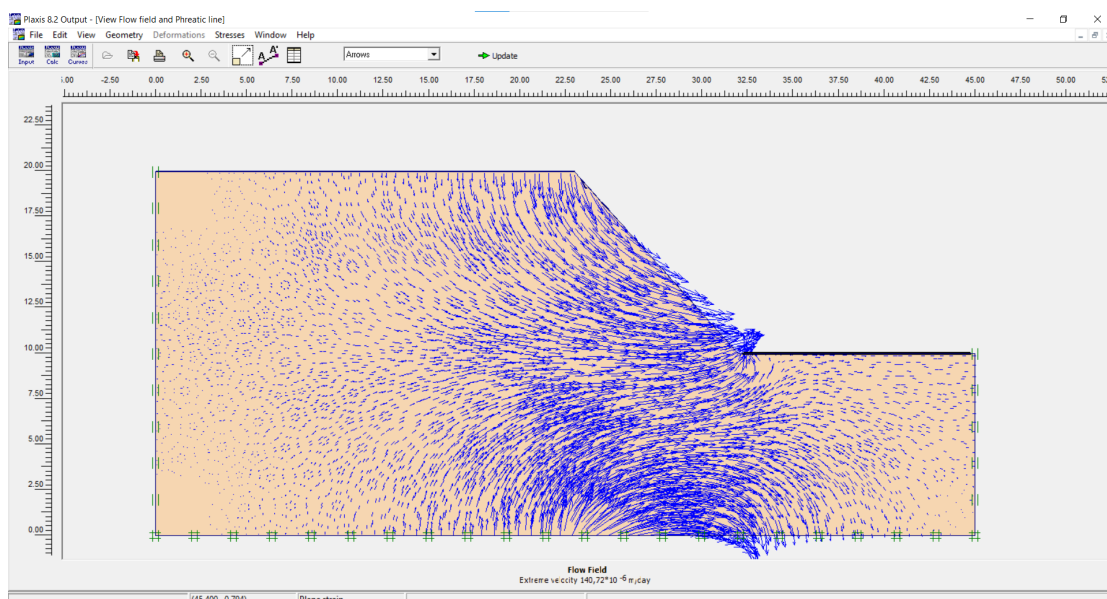 Plaxis 8.2 Output - [View Flow field and Phreatic line]
File Edit View Geometry Deformations Stresses Window Help
Input Calc Curves A A' Arrows Update
-2.50 0.00 2.50 5.00 7.50 10.00 12.50 15.00 17.50 20.00 22.50 25.00 27.50 30.00 32.50 35.00 37.50 40.00 42.50 45.00 47.50 50.00
22.50
20.00
17.50
15.00
12.50
10.00
7.50
5.00
2.50
0.00
Flow Field
Extreme velocity 140,72*10 -6 m/day
Plane strain